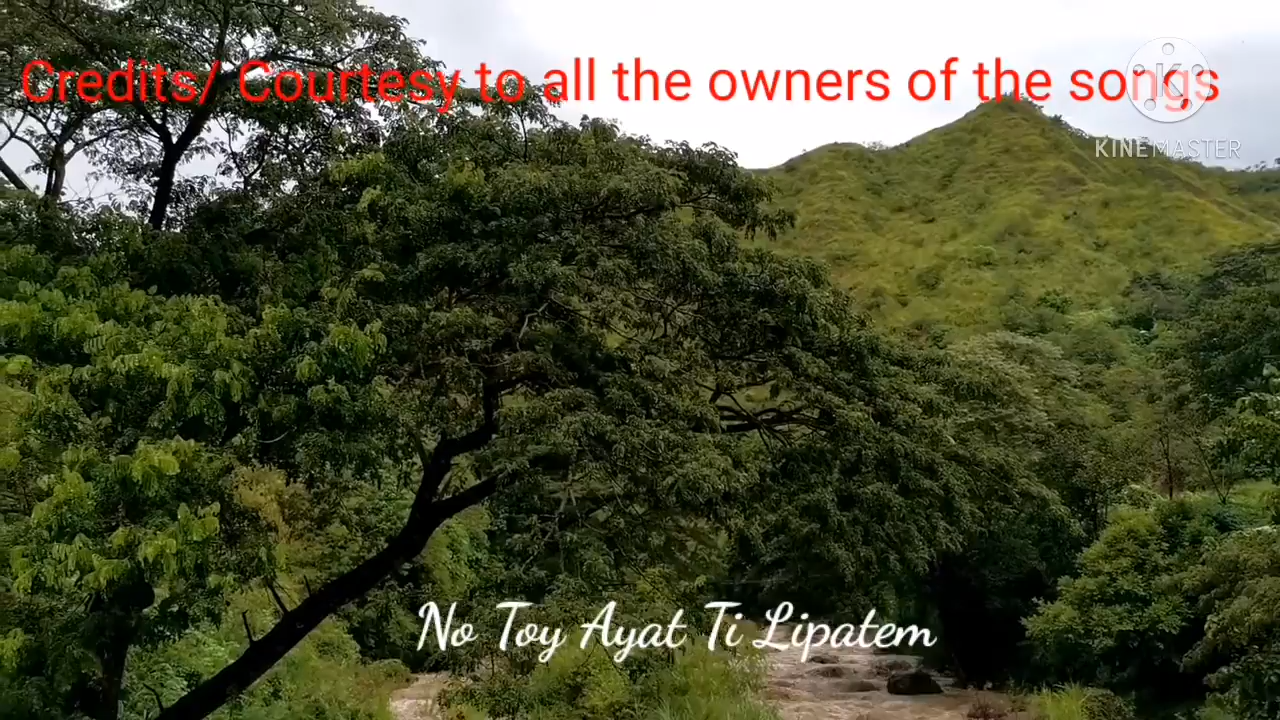 Credits/ Courtesy to all the owners of the songs
K
KINEMASTER
No Toy Ayat Ti Lipatem